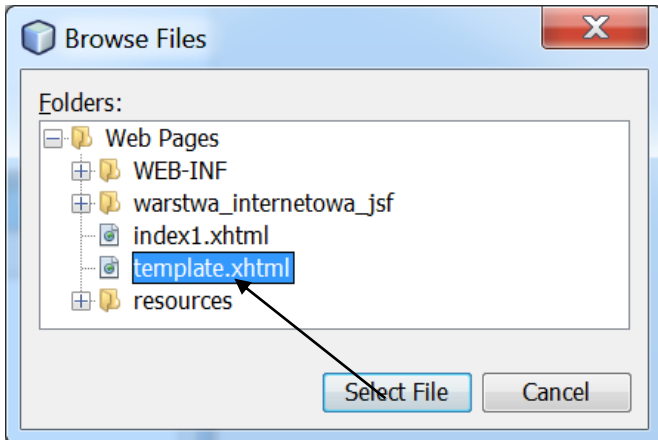 Browse Files
Folders:
Web Pages
WEB-INF
warstwa_internetowa_jsf
index1.xhtml
template.xhtml
resources
Select File Cancel